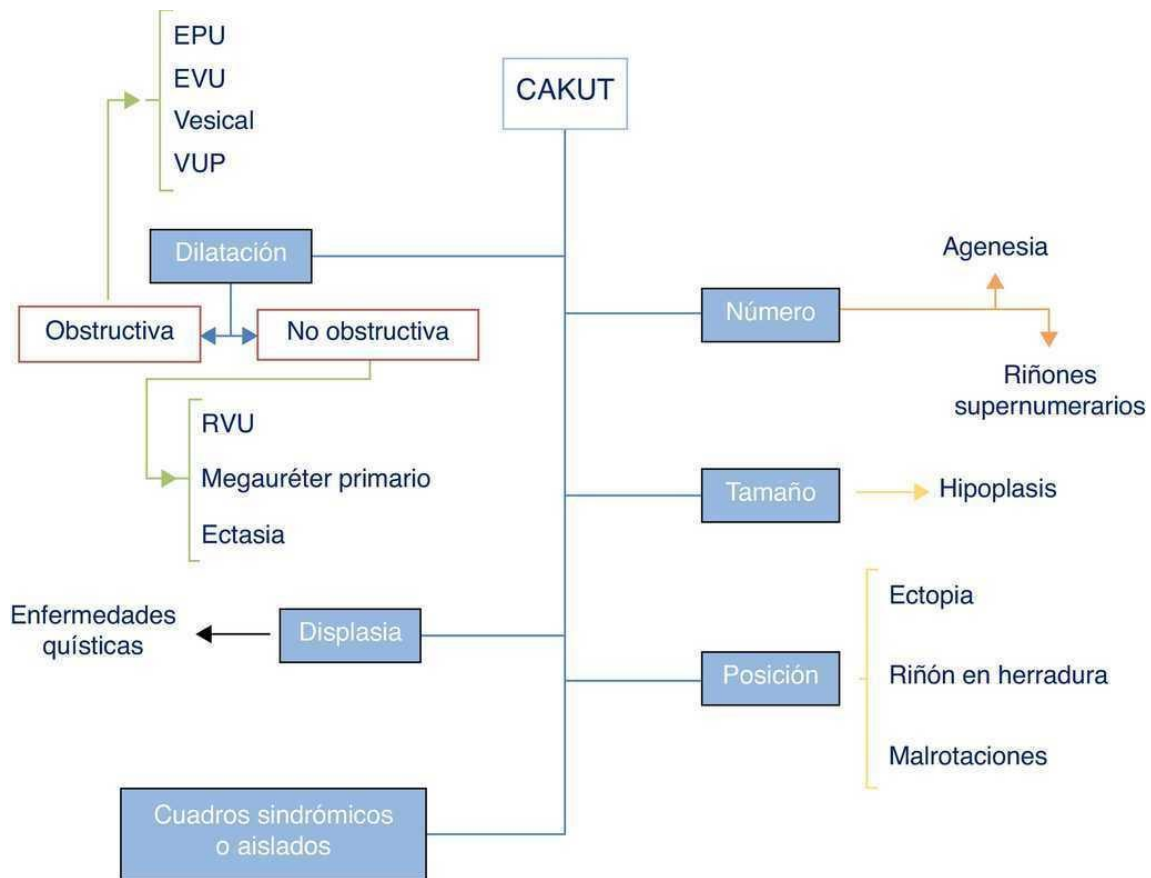 EPU
EVU
Vesical
VUP
CAKUT
Dilatación
Obstructiva
No obstructiva
RVU
Megauréter primario
Ectasia
Enfermedades
quísticas
Displasia
Cuadros sindrómicos
o aislados
Número
Agenesia
Riñones
supernumerarios
Tamaño
Hipoplasis
Posición
Ectopia
Riñón en herradura
Malrotaciones